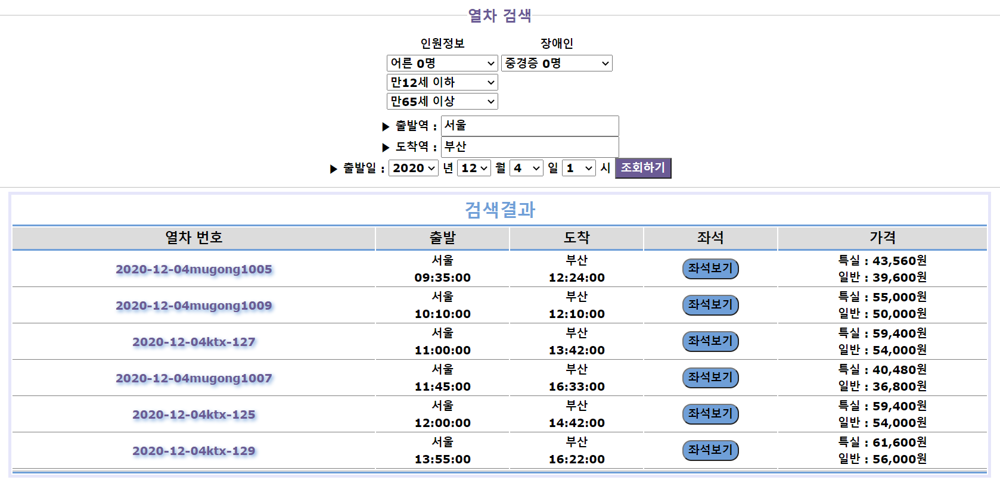 열차 검색
인원정보 장애인
어른 0명 중경증 0명
만12세 이하
만65세 이상
▶ 출발역 : 서울
▶ 도착역 : 부산
▶ 출발일 : 2020 년 12 월 4 일 1 시 조회하기
검색결과
열차 번호 출발 도착 좌석 가격
2020-12-04mugong1005 서울 09:35:00 부산 12:24:00 좌석보기 특실 : 43,560원 일반 : 39,600원
2020-12-04mugong1009 서울 10:10:00 부산 12:10:00 좌석보기 특실 : 55,000원 일반 : 50,000원
2020-12-04ktx-127 서울 11:00:00 부산 13:42:00 좌석보기 특실 : 59,400원 일반 : 54,000원
2020-12-04mugong1007 서울 11:45:00 부산 16:33:00 좌석보기 특실 : 40,480원 일반 : 36,800원
2020-12-04ktx-125 서울 12:00:00 부산 14:42:00 좌석보기 특실 : 59,400원 일반 : 54,000원
2020-12-04ktx-129 서울 13:55:00 부산 16:22:00 좌석보기 특실 : 61,600원 일반 : 56,000원